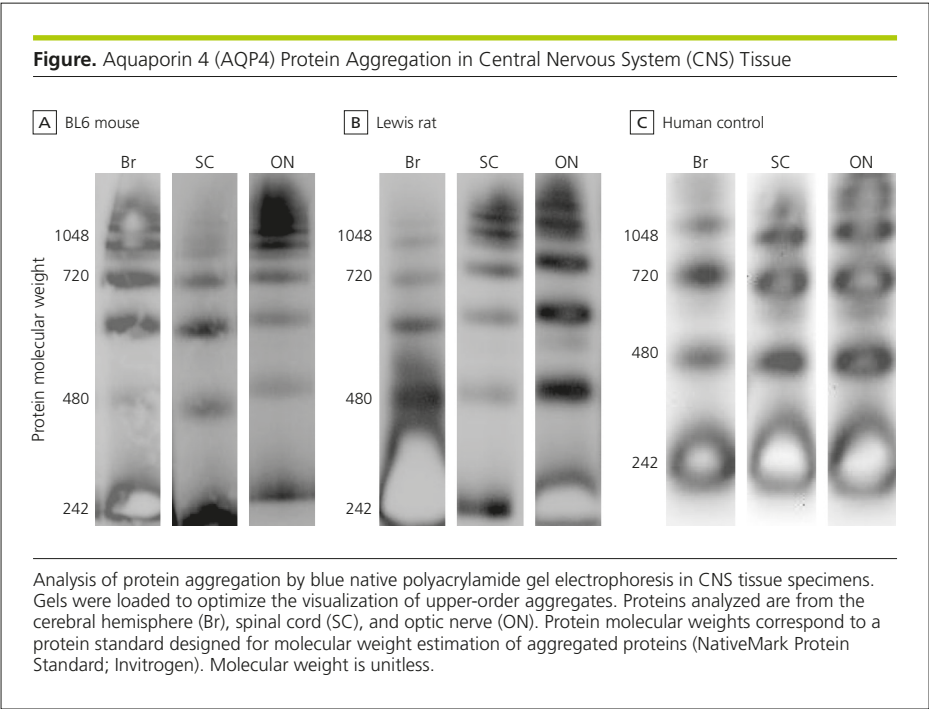 Figure. Aquaporin 4 (AQP4) Protein Aggregation in Central Nervous System (CNS) Tissue
A BL6 mouse
Br SC ON
Protein molecular weight
1048
720
480
242
B Lewis rat
Br SC ON
1048
720
480
242
C Human control
Br SC ON
1048
720
480
242
Analysis of protein aggregation by blue native polyacrylamide gel electrophoresis in CNS tissue specimens.
Gels were loaded to optimize the visualization of upper-order aggregates. Proteins analyzed are from the
cerebral hemisphere (Br), spinal cord (SC), and optic nerve (ON). Protein molecular weights correspond to a
protein standard designed for molecular weight estimation of aggregated proteins (NativeMark Protein
Standard; Invitrogen). Molecular weight is unitless.